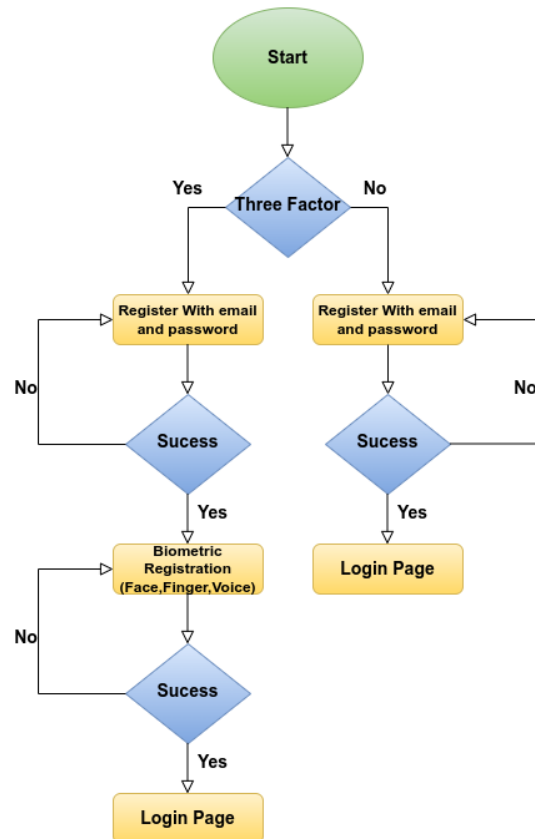 Start
Yes
No
Three Factor
Register With email
and password
Register With email
and password
No
No
Sucess
Sucess
Yes
Yes
Biometric
Registration
(Face,Finger,Voice)
Login Page
No
Sucess
Yes
Login Page